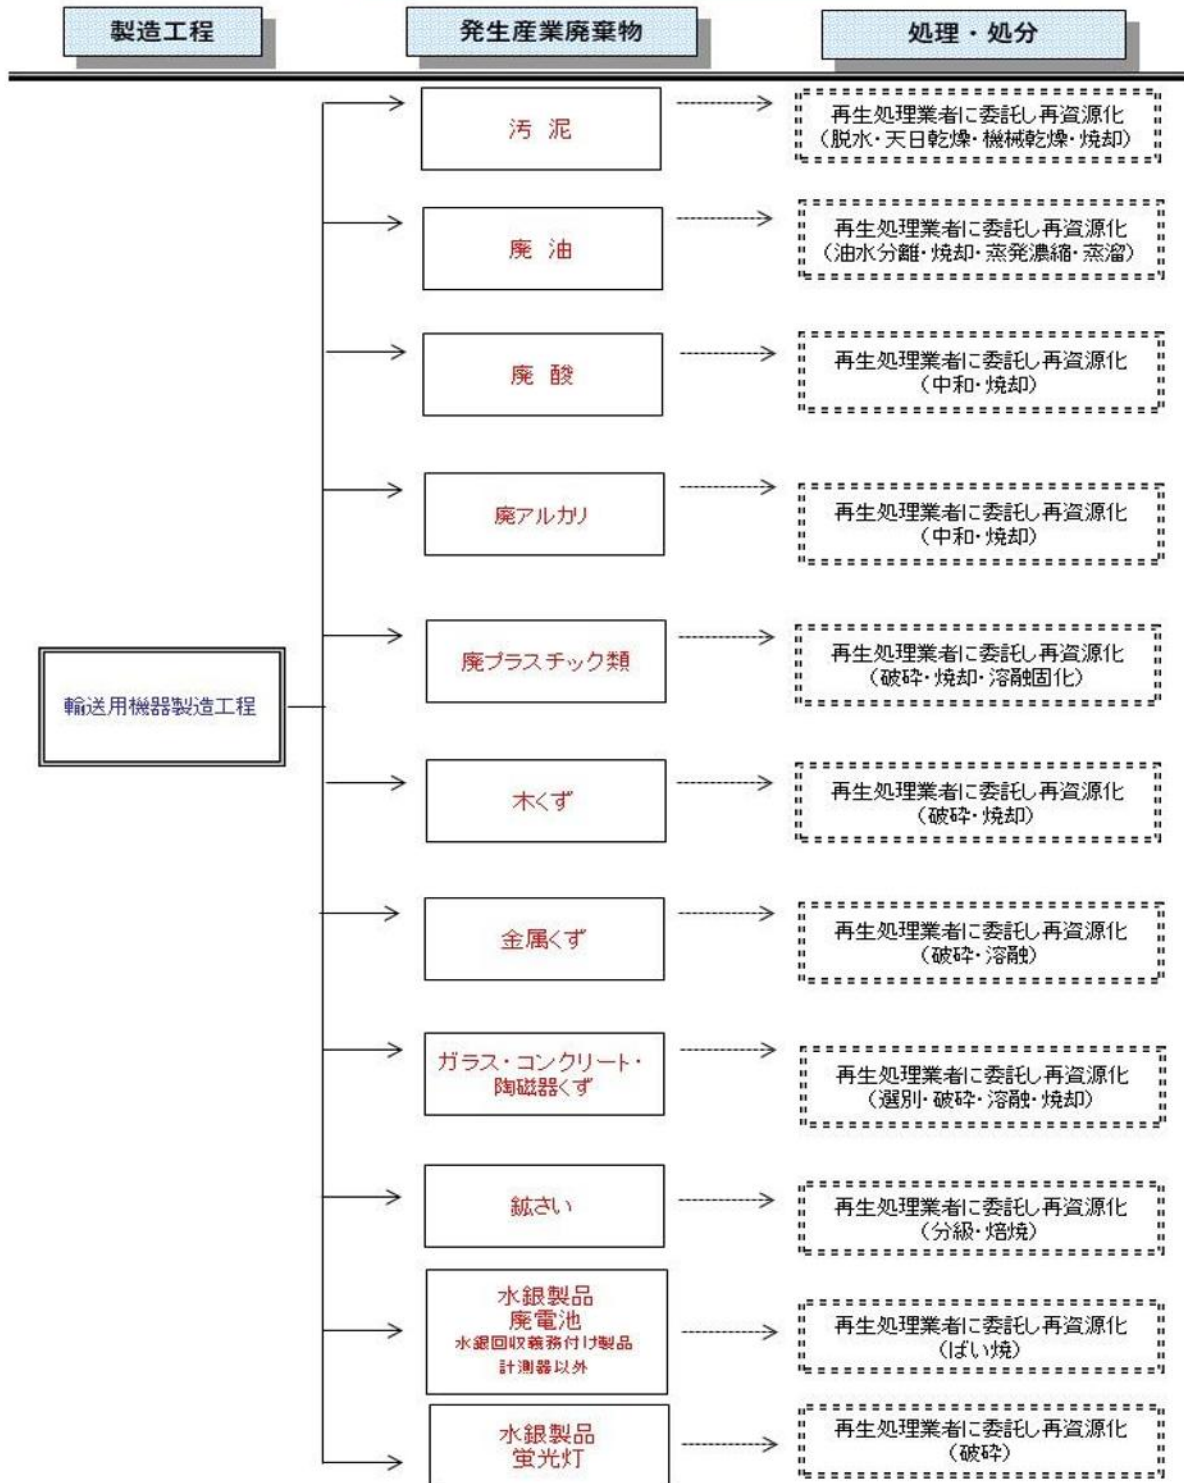 製造工程
発生産業廃棄物
処理・処分
輸送用機器製造工程
汚 泥
再生処理業者に委託し再資源化
(脱水・天日乾燥・機械乾燥・焼却)
廃 油
再生処理業者に委託し再資源化
(油水分離・焼却・蒸発濃縮・蒸溜)
廃 酸
再生処理業者に委託し再資源化
(中和・焼却)
廃アルカリ
再生処理業者に委託し再資源化
(中和・焼却)
廃プラスチック類
再生処理業者に委託し再資源化
(破砕・焼却・溶融固化)
木くず
再生処理業者に委託し再資源化
(破砕・焼却)
金属くず
再生処理業者に委託し再資源化
(破砕・溶融)
ガラス・コンクリート・
陶磁器くず
再生処理業者に委託し再資源化
(選別・破砕・溶融・焼却)
鉱さい
再生処理業者に委託し再資源化
(分級・焙焼)
水銀製品
廃電池
水銀回収義務付け製品
計測器以外
再生処理業者に委託し再資源化
(ばい焼)
水銀製品
蛍光灯
再生処理業者に委託し再資源化
(破砕)